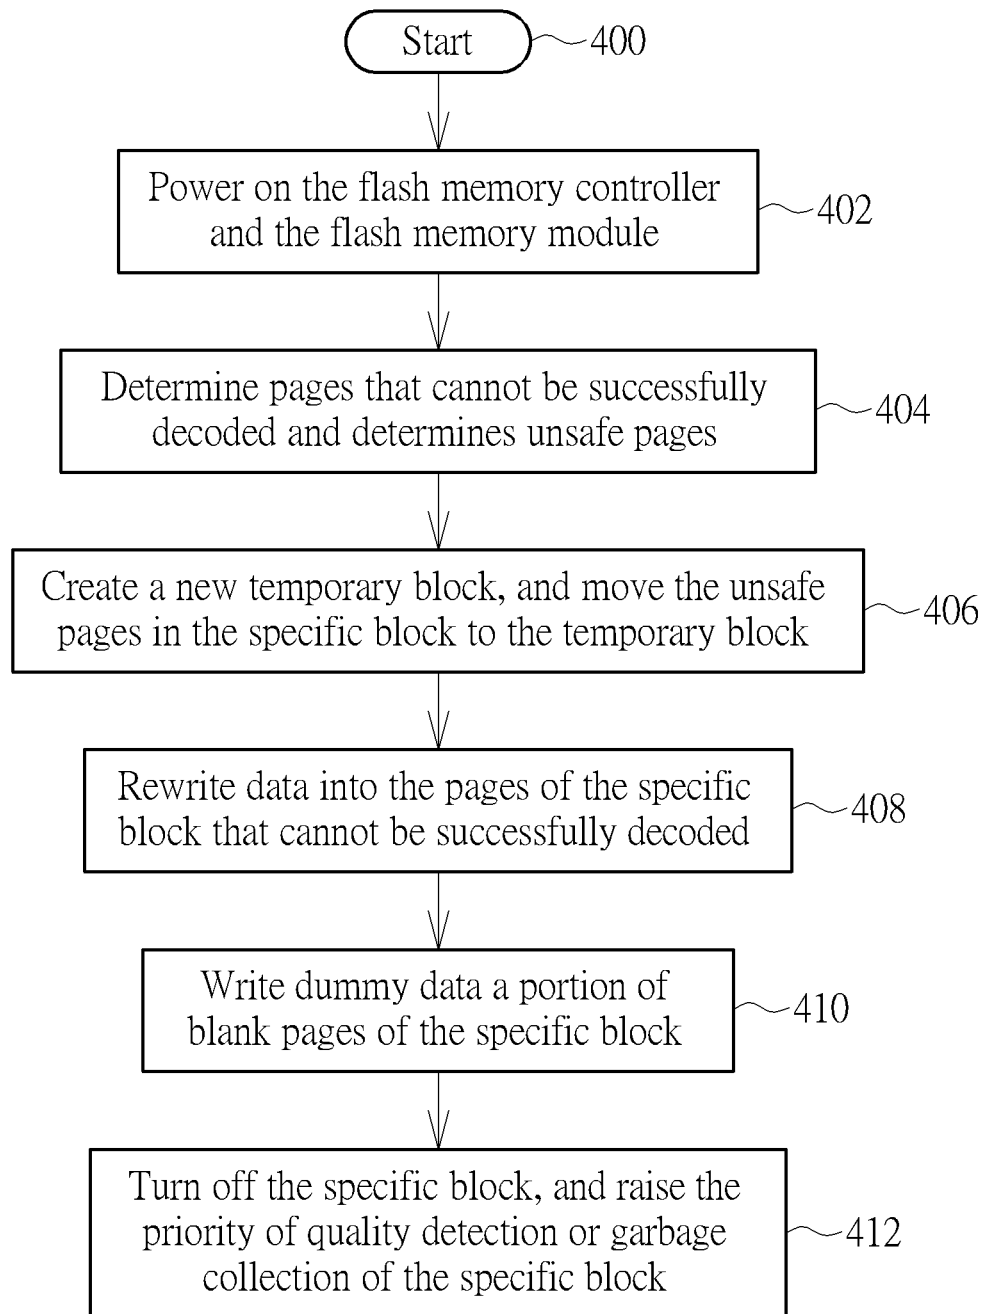 Start
400
Power on the flash memory controller
and the flash memory module
402
Determine pages that cannot be successfully
decoded and determines unsafe pages
404
Create a new temporary block, and move the unsafe
pages in the specific block to the temporary block
406
Rewrite data into the pages of the specific
block that cannot be successfully decoded
408
Write dummy data a portion of
blank pages of the specific block
410
Turn off the specific block, and raise the
priority of quality detection or garbage
collection of the specific block
412